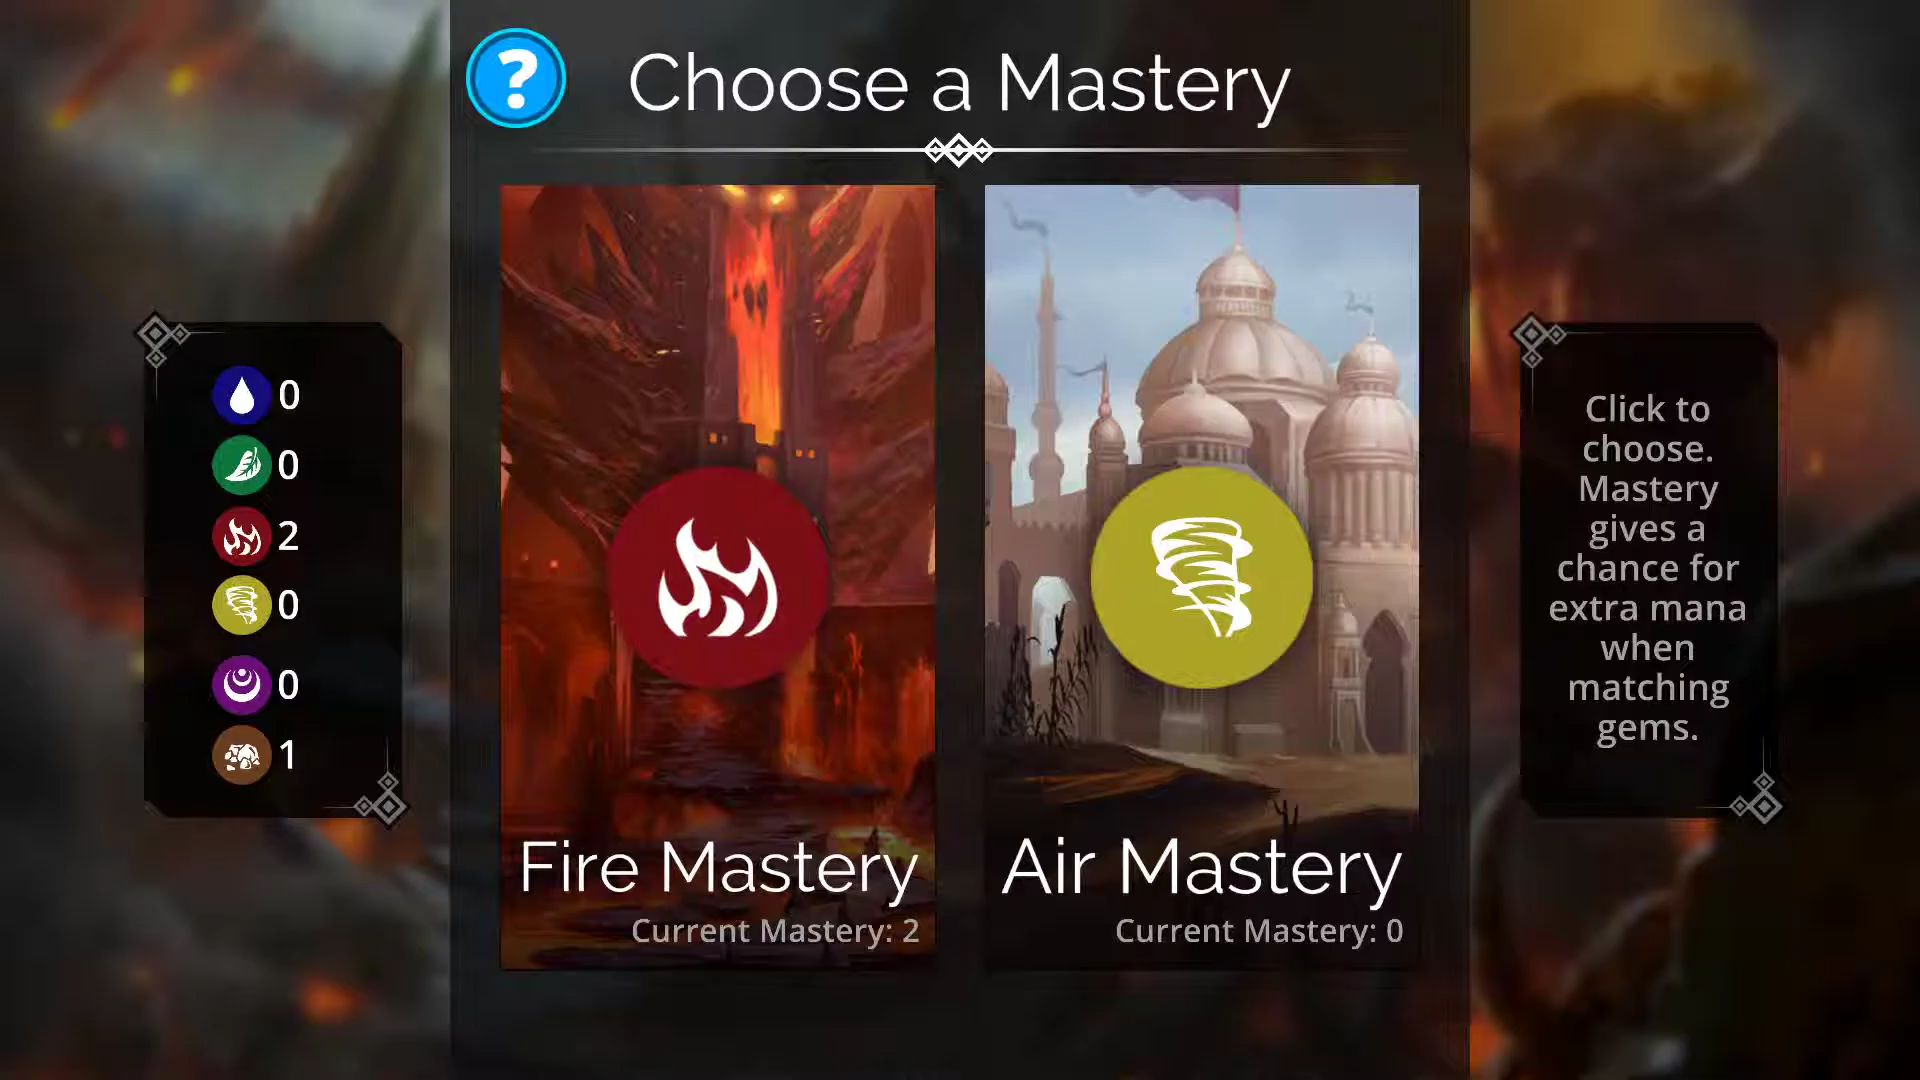 ?
Choose a Mastery
0
0
2
0
0
1
Fire Mastery
Current Mastery: 2
Air Mastery
Current Mastery: 0
Click to
choose.
Mastery
gives a
chance for
extra mana
when
matching
gems.